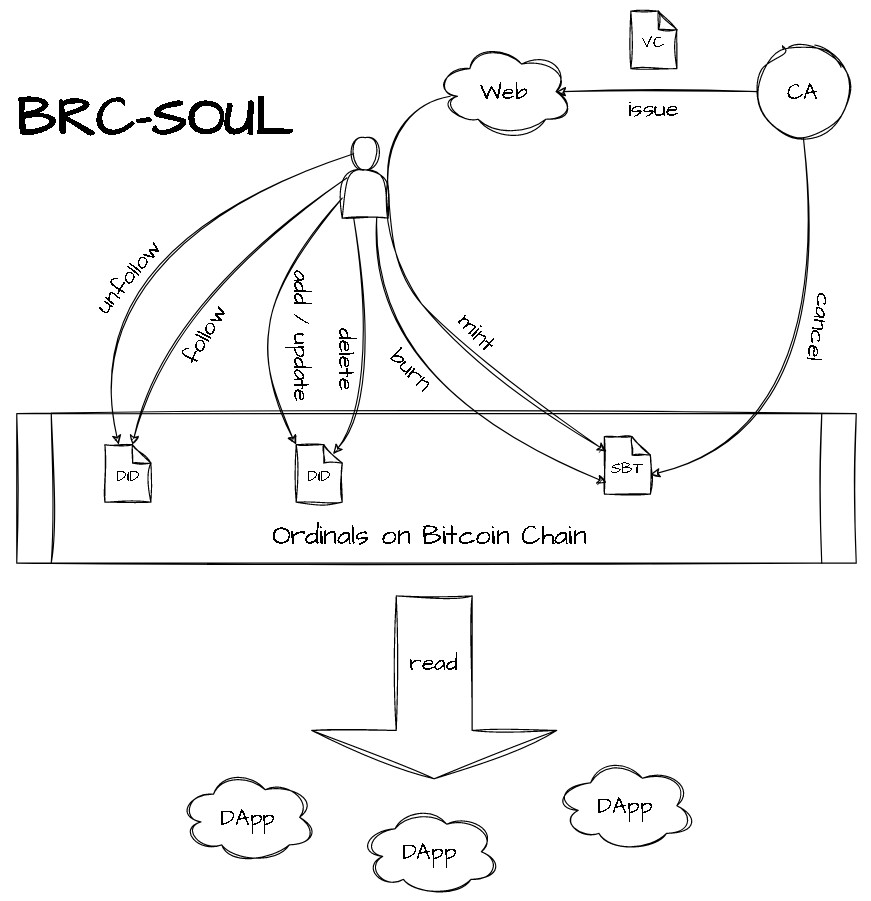 VC
Web
CA
issue
BRC-SOUL
unfollow
follow
add / update
delete
burn
mint
cancel
DID
DID
SBT
Ordinals on Bitcoin Chain
read
DApp
DApp
DApp